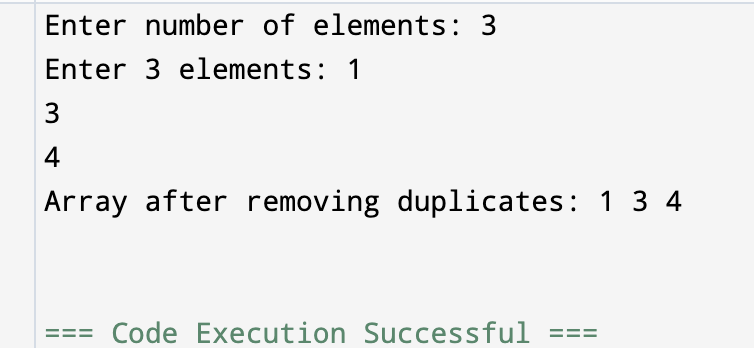 Enter number of elements: 3
Enter 3 elements: 1
3
4
Array after removing duplicates: 1 3 4
=== Code Execution Successful ===